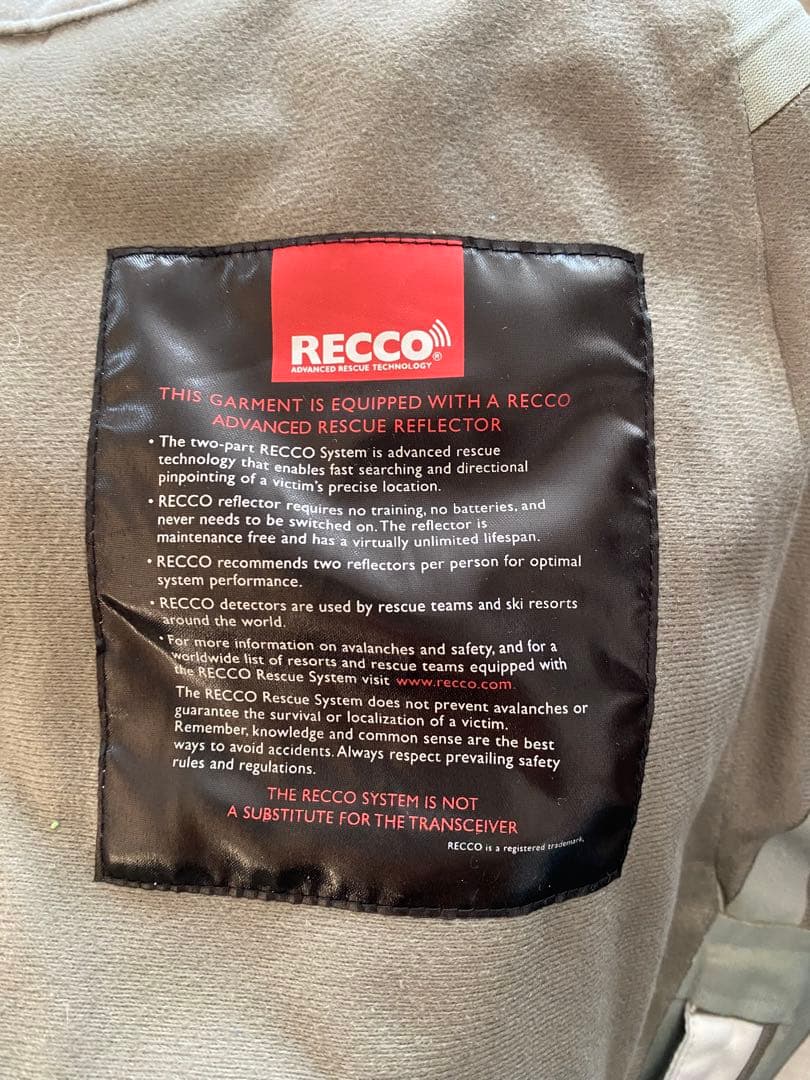 RECCO®
ADVANCED RESCUE TECHNOLOGY
THIS GARMENT IS EQUIPPED WITH A RECCO
ADVANCED RESCUE REFLECTOR
• The two-part RECCO System is advanced rescue
technology that enables fast searching and directional
pinpointing of a victim's precise location.
• RECCO reflector requires no training, no batteries, and
never needs to be switched on. The reflector is
maintenance free and has a virtually unlimited lifespan.
• RECCO recommends two reflectors per person for optimal
system performance.
• RECCO detectors are used by rescue teams and ski resorts
around the world.
• For more information on avalanches and safety, and for a
worldwide list of resorts and rescue teams equipped with
the RECCO Rescue System visit www.recco.com.
The RECCO Rescue System does not prevent avalanches or
guarantee the survival or localization of a victim.
Remember, knowledge and common sense are the best
ways to avoid accidents. Always respect prevailing safety
rules and regulations.
THE RECCO SYSTEM IS NOT
A SUBSTITUTE FOR THE TRANSCEIVER
RECCO is a registered trademark.